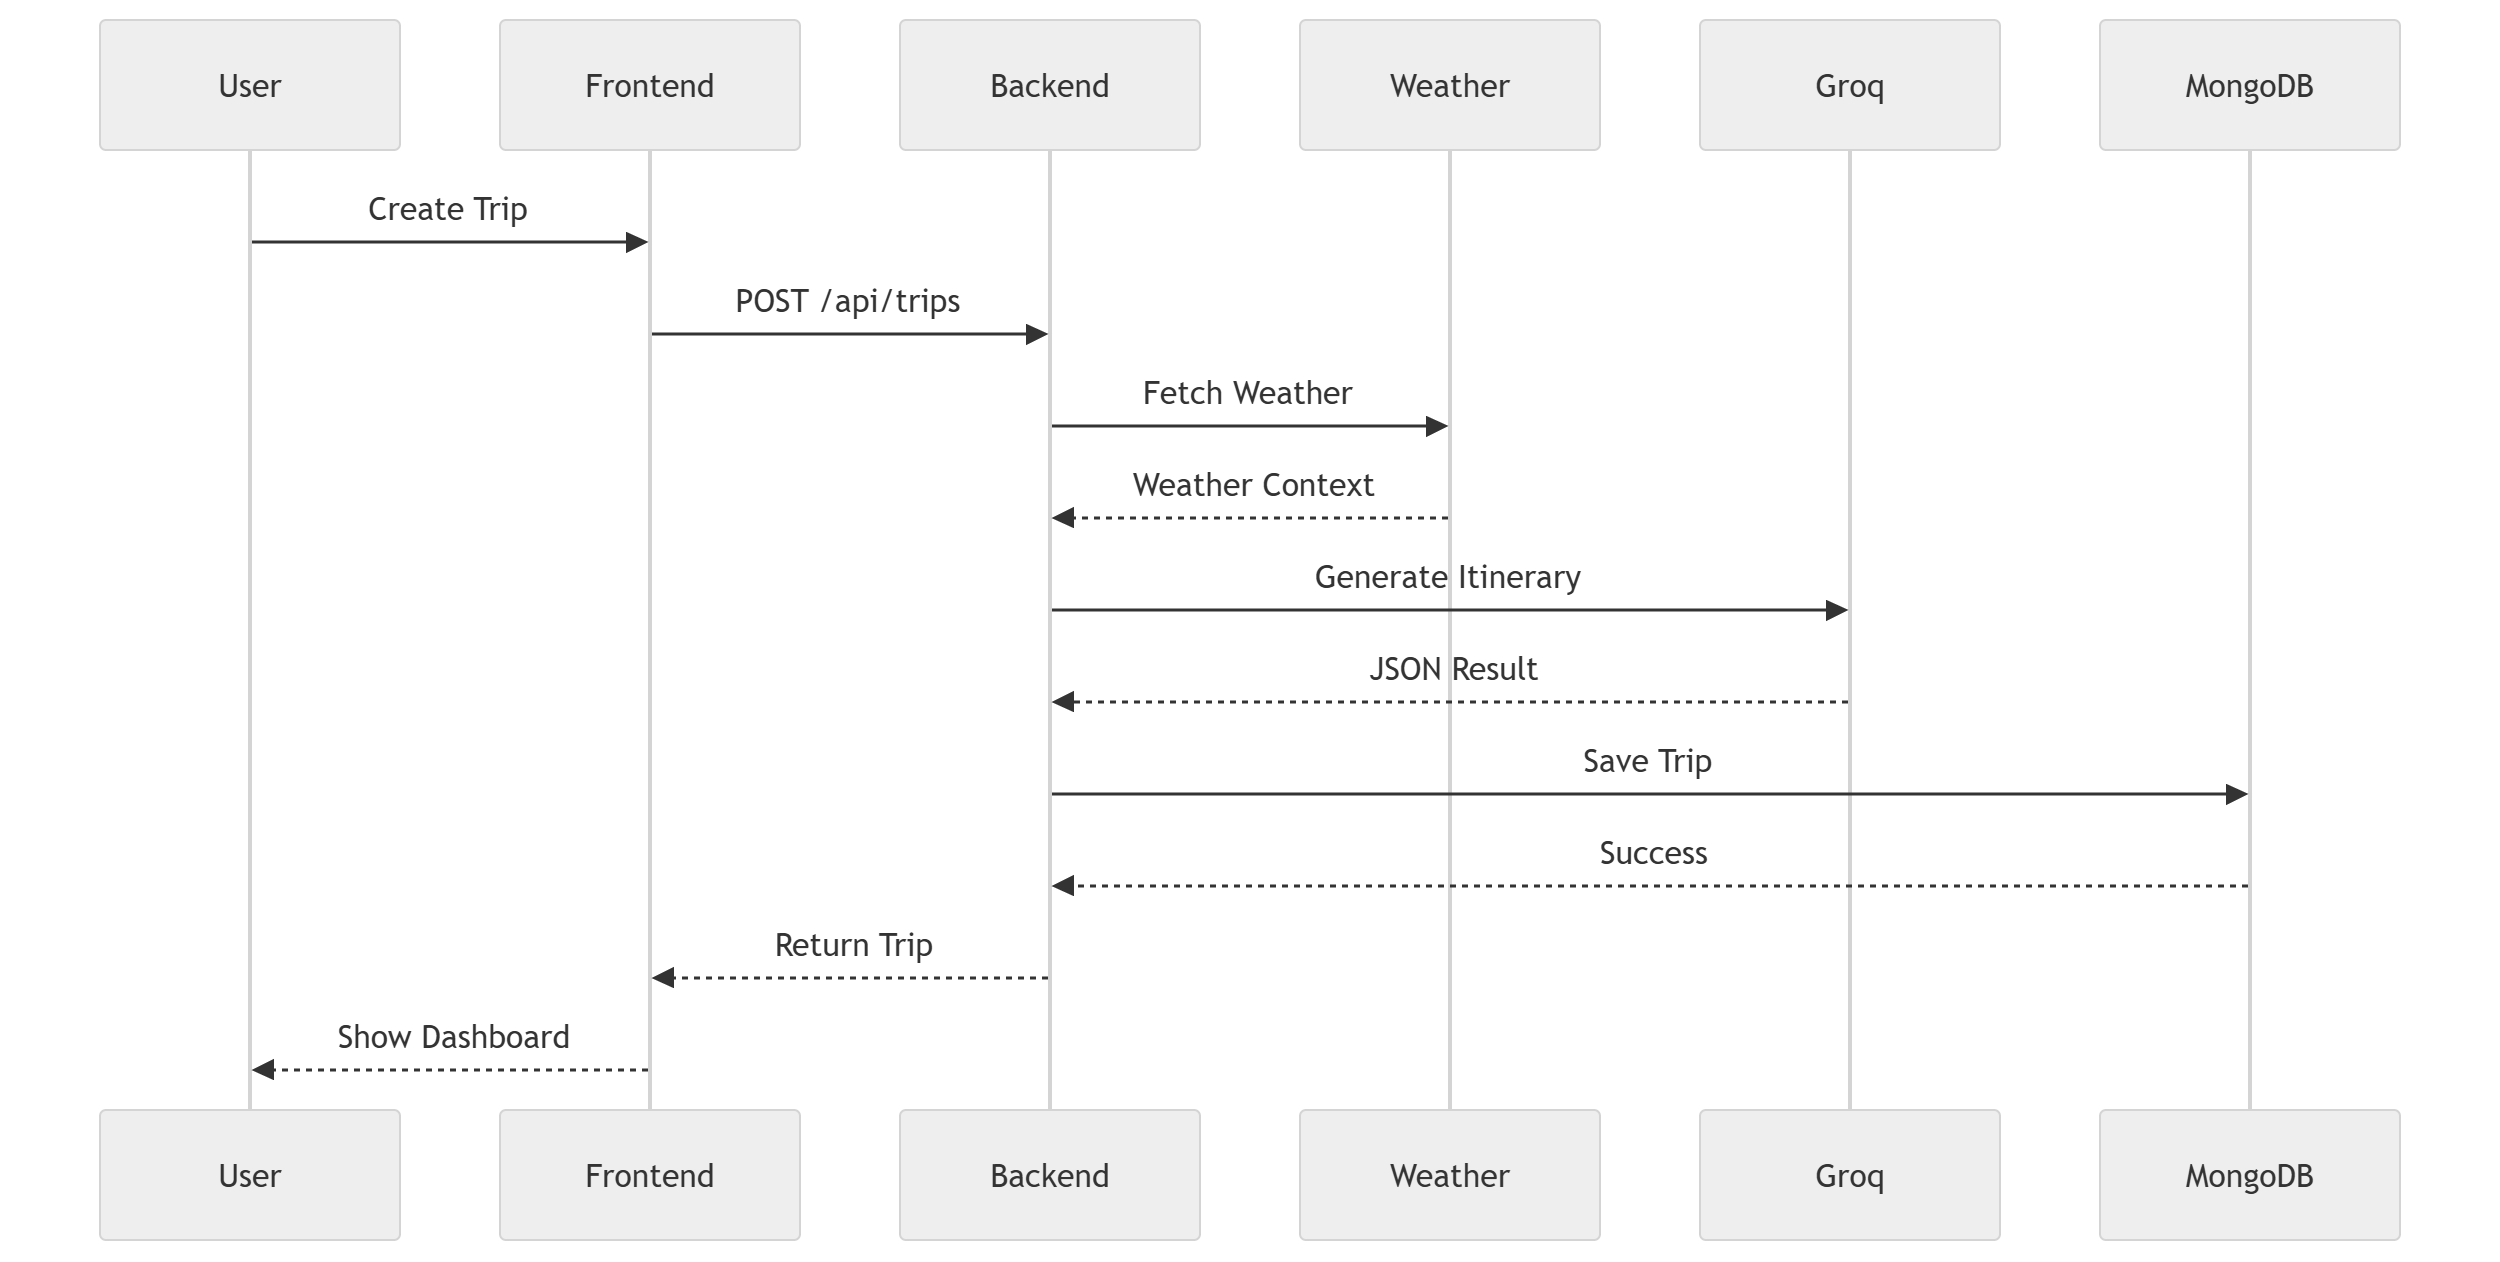 User
Frontend
Backend
Weather
Groq
MongoDB
Create Trip
POST /api/trips
Fetch Weather
Weather Context
Generate Itinerary
JSON Result
Save Trip
Success
Return Trip
Show Dashboard
User
Frontend
Backend
Weather
Groq
MongoDB